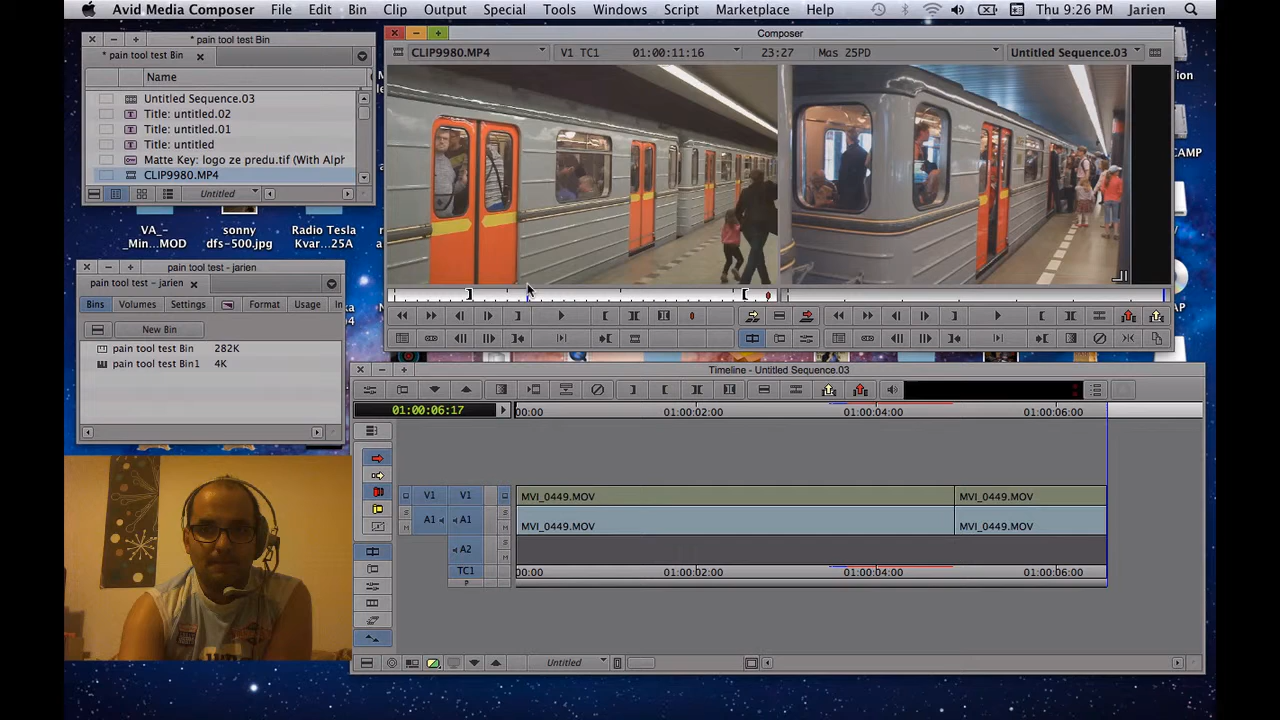 Avid Media Composer File Edit Bin Clip Output Special Tools Windows Script Marketplace Help Thu 9:26 PM Jarien
* pain tool test Bin
* pain tool test Bin
Name
Untitled Sequence.03
Title: untitled.02
Title: untitled.01
Title: untitled
Matte Key: logo ze predu.tif (With Alph
CLIP9980.MP4
Untitled
VA_-
_Min...MOD
sonny
dfs-500.jpg
Radio Tesla
Kvar...25A
pain tool test - jarien
pain tool test - jarien
Bins Volumes Settings Format Usage In
New Bin
pain tool test Bin 282K
pain tool test Bin1 4K
Composer
CLIP9980.MP4 V1 TC1 01:00:11:16 23:27 Mas 25PD Untitled Sequence.03
Timeline - Untitled Sequence.03
01:00:06:17
00:00 01:00:02:00 01:00:04:00 01:00:06:00
V1 V1 MVI_0449.MOV MVI_0449.MOV
S
M
A1 A1 MVI_0449.MOV MVI_0449.MOV
S
M
A2
S
M
TC1 00:00 01:00:02:00 01:00:04:00 01:00:06:00
P
Untitled